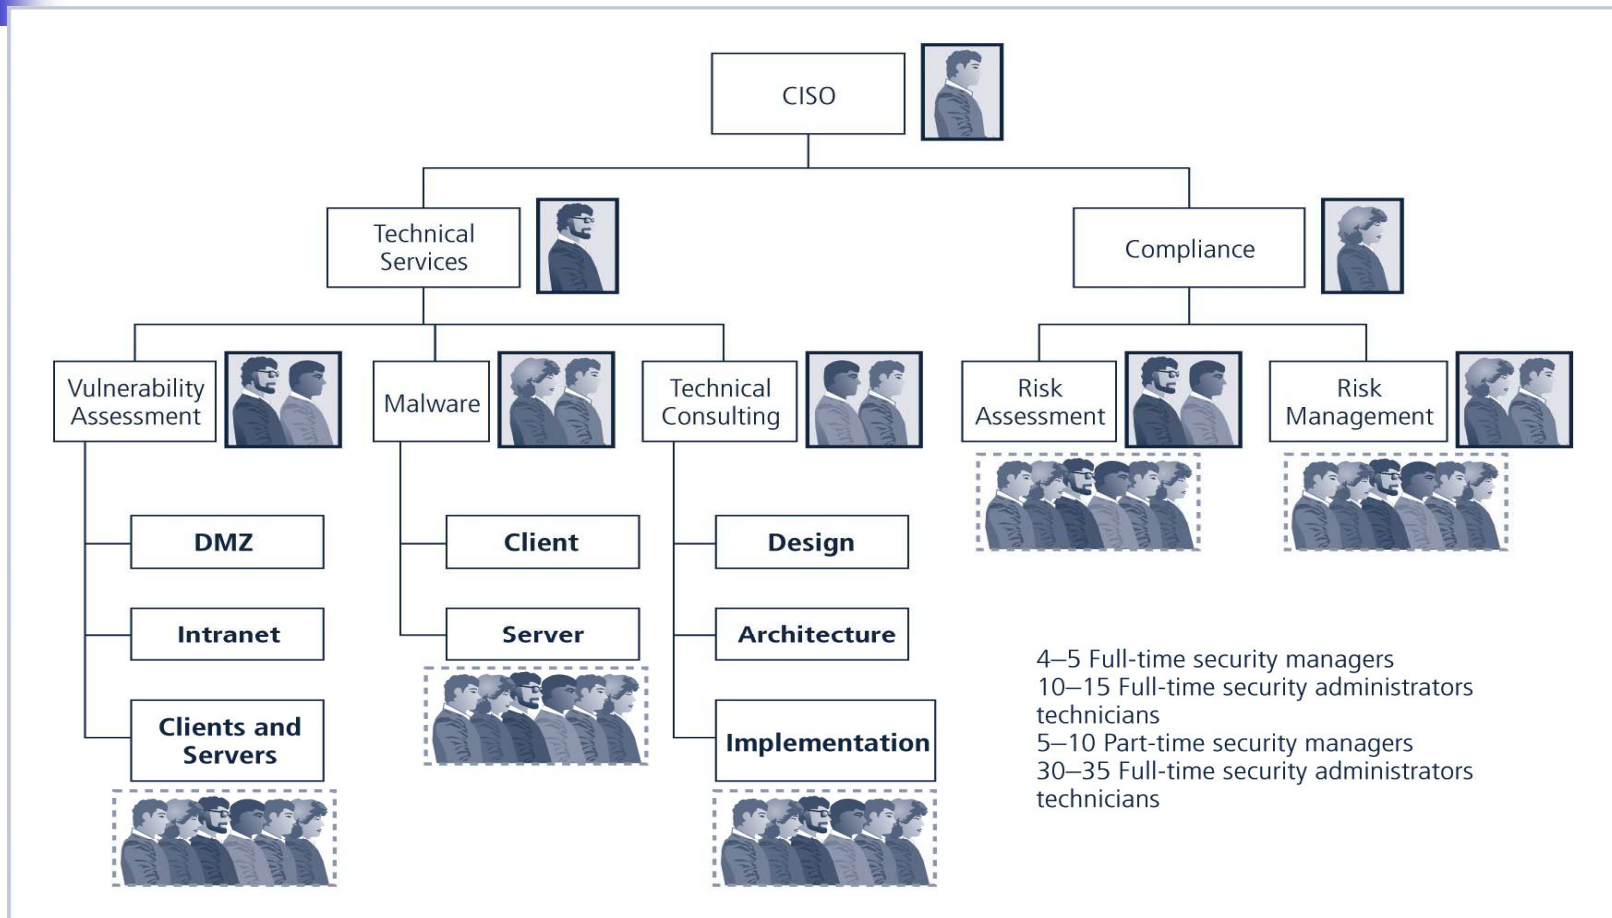 CISO
Technical
Services
Compliance
Vulnerability
Assessment
Malware
Technical
Consulting
Risk
Assessment
Risk
Management
DMZ
Client
Design
Intranet
Server
Architecture
Clients and
Servers
Implementation
4–5 Full-time security managers
10–15 Full-time security administrators
technicians
5–10 Part-time security managers
30–35 Full-time security administrators
technicians